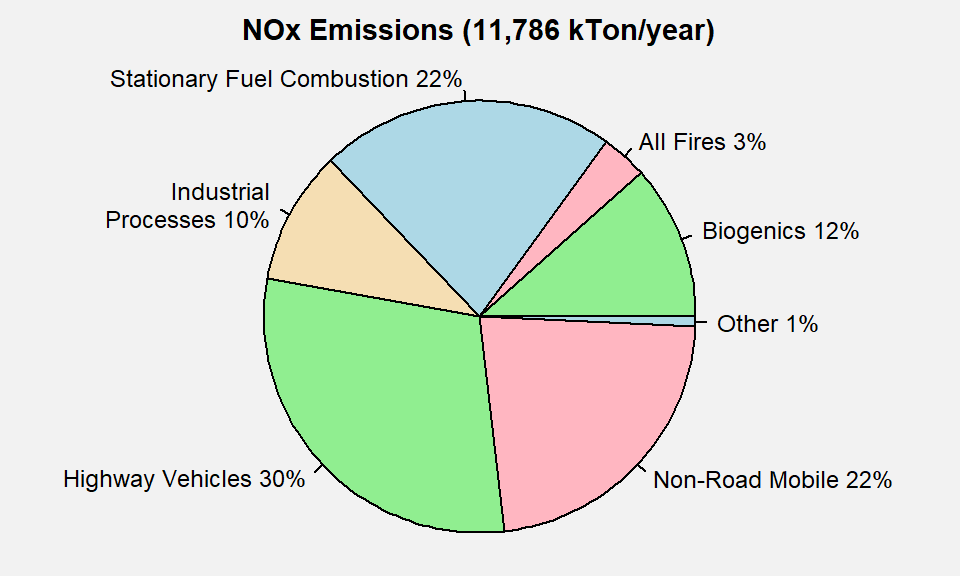 NOx Emissions (11,786 kTon/year)
Stationary Fuel Combustion 22%
All Fires 3%
Industrial
Processes 10%
Biogenics 12%
Other 1%
Highway Vehicles 30%
Non-Road Mobile 22%